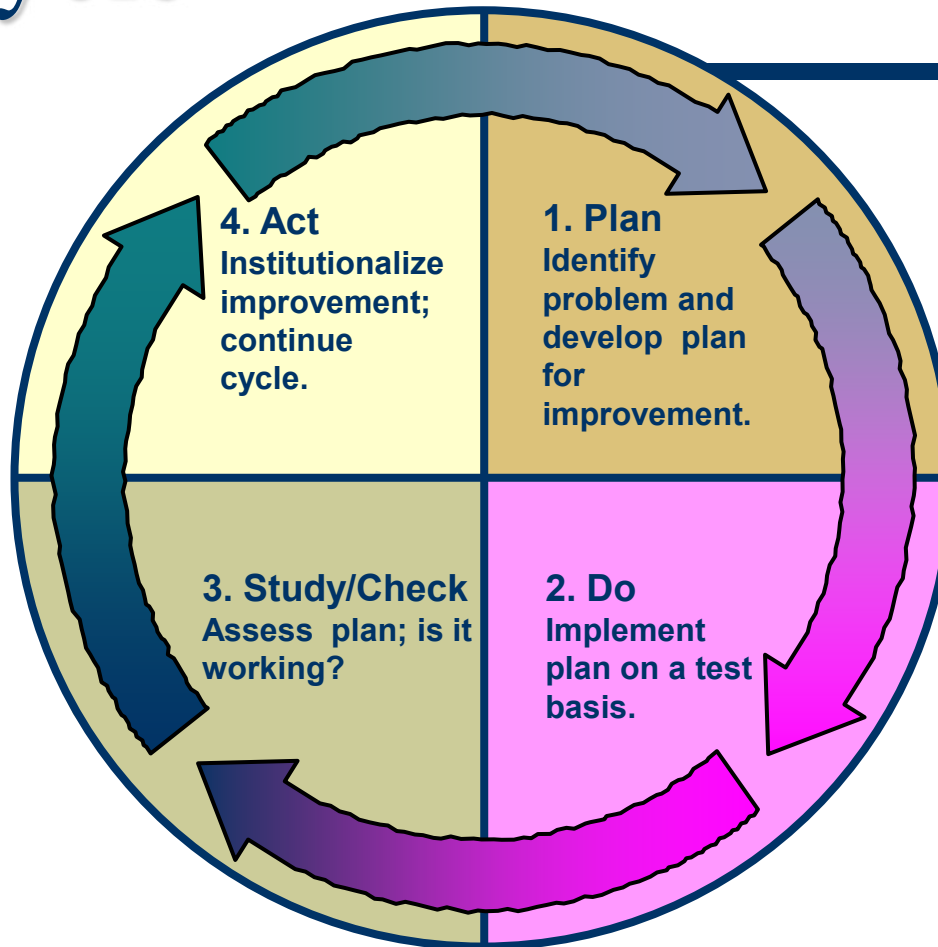 1. Plan
Identify
problem and
develop plan
for
improvement.
2. Do
Implement
plan on a test
basis.
3. Study/Check
Assess plan; is it
working?
4. Act
Institutionalize
improvement;
continue
cycle.